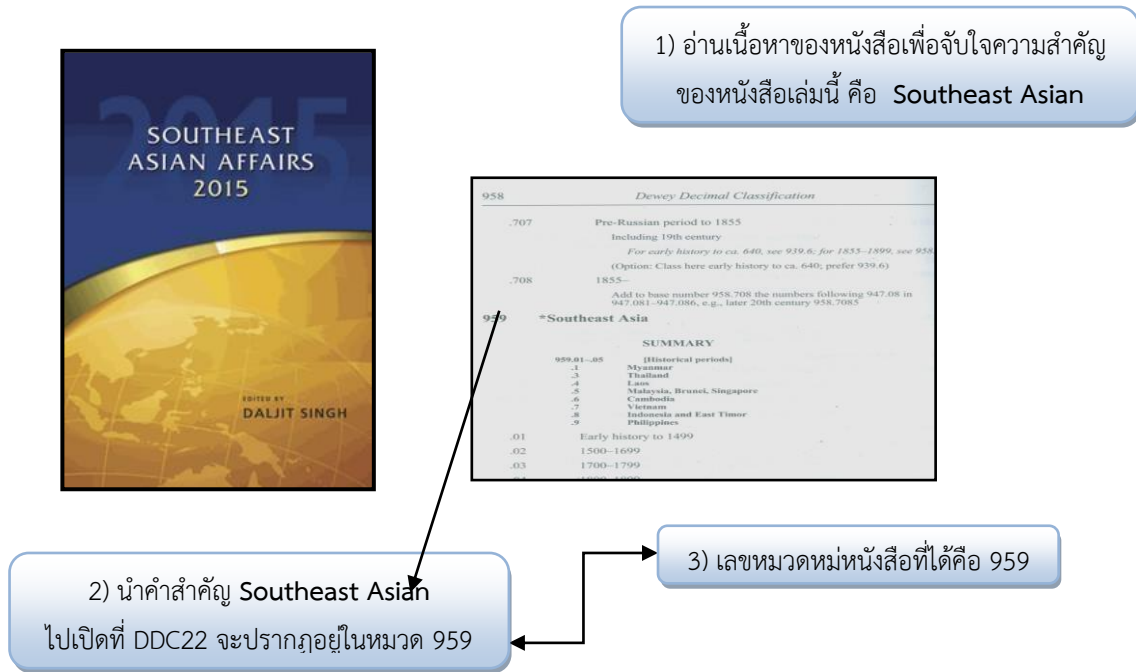 1) อ่านเนื้อหาของหนังสือเพื่อจับใจความสำคัญ
ของหนังสือเล่มนี้ คือ Southeast Asian
2015
SOUTHEAST
ASIAN AFFAIRS
2015
EDITED BY
DALJIT SINGH
958 Dewey Decimal Classification
.707 Pre-Russian period to 1855
Including 19th century
For early history to ca. 640, see 939.6; for 1855–1899, see 958.
(Option: Class here early history to ca. 640; prefer 939.6)
.708 1855–
Add to base number 958.708 the numbers following 947.08 in
947.081–947.086, e.g., later 20th century 958.7085
959 *Southeast Asia
SUMMARY
959.01–.05 [Historical periods]
.1 Myanmar
.3 Thailand
.4 Laos
.5 Malaysia, Brunei, Singapore
.6 Cambodia
.7 Vietnam
.8 Indonesia and East Timor
.9 Philippines
.01 Early history to 1499
.02 1500–1699
.03 1700–1799
2) นำคำสำคัญ Southeast Asian
ไปเปิดที่ DDC22 จะปรากฏอยู่ในหมวด 959
3) เลขหมวดหม่หนังสือที่ได้คือ 959